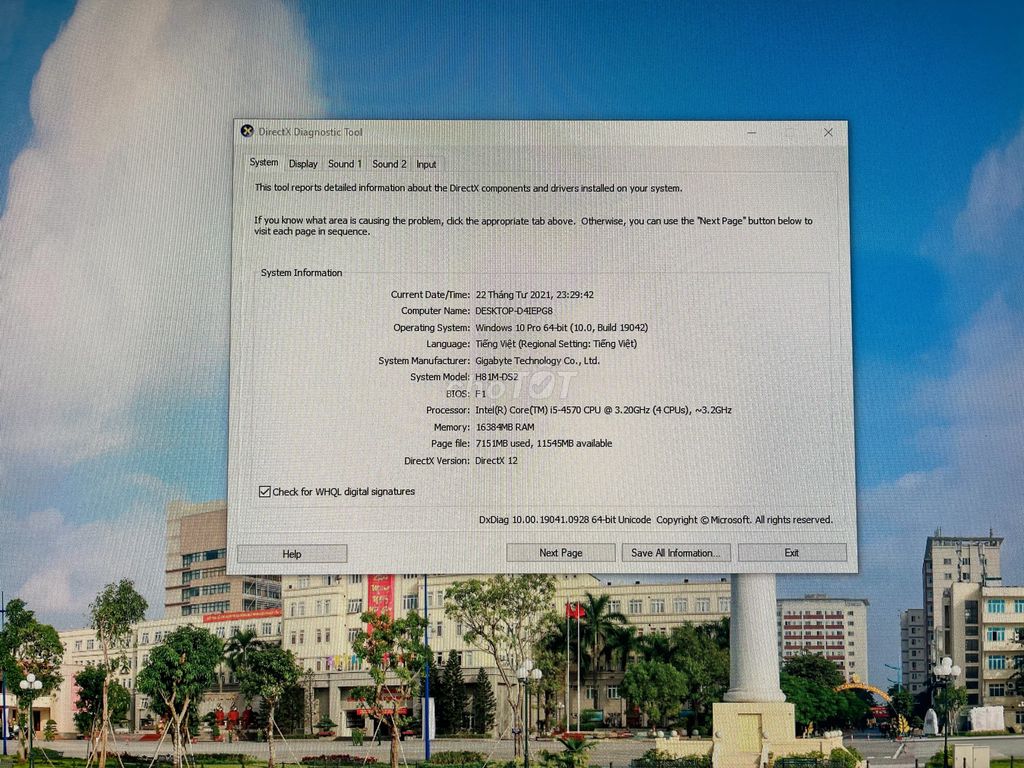 DirectX Diagnostic Tool
System Display Sound 1 Sound 2 Input
This tool reports detailed information about the DirectX components and drivers installed on your system.
If you know what area is causing the problem, click the appropriate tab above. Otherwise, you can use the "Next Page" button below to
visit each page in sequence.
System Information
Current Date/Time: 22 Tháng Tư 2021, 23:29:42
Computer Name: DESKTOP-D4IEPG8
Operating System: Windows 10 Pro 64-bit (10.0, Build 19042)
Language: Tiếng Việt (Regional Setting: Tiếng Việt)
System Manufacturer: Gigabyte Technology Co., Ltd.
System Model: H81M-DS2
BIOS: F1
Processor: Intel(R) Core(TM) i5-4570 CPU @ 3.20GHz (4 CPUs), ~3.2GHz
Memory: 16384MB RAM
Page file: 7151MB used, 11545MB available
DirectX Version: DirectX 12
Check for WHQL digital signatures
DxDiag 10.00.19041.0928 64-bit Unicode Copyright © Microsoft. All rights reserved.
Help Next Page Save All Information... Exit
choTOT